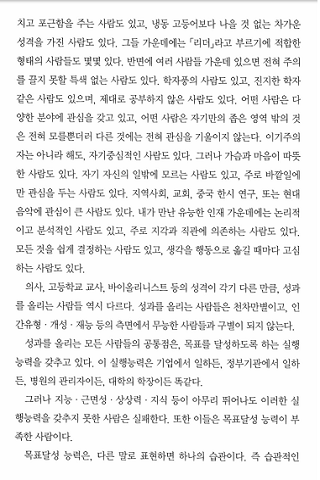 치고 포근함을 주는 사람도 있고, 냉동 고등어보다 나을 것 없는 차가운
성격을 가진 사람도 있다. 그들 가운데에는 「리더」라고 부르기에 적합한
형태의 사람들도 몇몇 있다. 반면에 여러 사람들 가운데 있으면 전혀 주의
를 끌지 못할 특색 없는 사람도 있다. 학자풍의 사람도 있고, 진지한 학자
같은 사람도 있으며, 제대로 공부하지 않은 사람도 있다. 어떤 사람은 다
양한 분야에 관심을 갖고 있고, 어떤 사람은 자기만의 좁은 영역 밖의 것
은 전혀 모를뿐더러 다른 것에는 전혀 관심을 기울이지 않는다. 이기주의
자는 아니라 해도, 자기중심적인 사람도 있다. 그러나 가슴과 마음이 따뜻
한 사람도 있다. 자기 자신의 일밖에 모르는 사람도 있고, 주로 바깥일에
만 관심을 두는 사람도 있다. 지역사회, 교회, 중국 한시 연구, 또는 현대
음악에 관심이 큰 사람도 있다. 내가 만난 유능한 인재 가운데에는 논리적
이고 분석적인 사람도 있고, 주로 지각과 직관에 의존하는 사람도 있다.
모든 것을 쉽게 결정하는 사람도 있고, 생각을 행동으로 옮길 때마다 고심
하는 사람도 있다.
의사, 고등학교 교사, 바이올리니스트 등의 성격이 각기 다른 만큼, 성과
를 올리는 사람들 역시 다르다. 성과를 올리는 사람들은 천차만별이고, 인
간유형 · 개성 · 재능 등의 측면에서 무능한 사람들과 구별이 되지 않는다.
성과를 올리는 모든 사람들의 공통점은, 목표를 달성하도록 하는 실행
능력을 갖추고 있다. 이 실행능력은 기업에서 일하든, 정부기관에서 일하
든, 병원의 관리자이든, 대학의 학장이든 똑같다.
그러나 지능 · 근면성 · 상상력 · 지식 등이 아무리 뛰어나도 이러한 실
행능력을 갖추지 못한 사람은 실패한다. 또한 이들은 목표달성 능력이 부
족한 사람이다.
목표달성 능력은, 다른 말로 표현하면 하나의 습관이다. 즉 습관적인